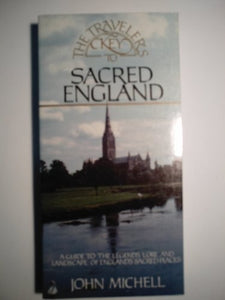 THE TRAVELER'S
KEY
TO
SACRED
ENGLAND
A GUIDE TO THE LEGENDS, LORE, AND
LANDSCAPE OF ENGLAND'S SACRED PLACES
JOHN MICHELL